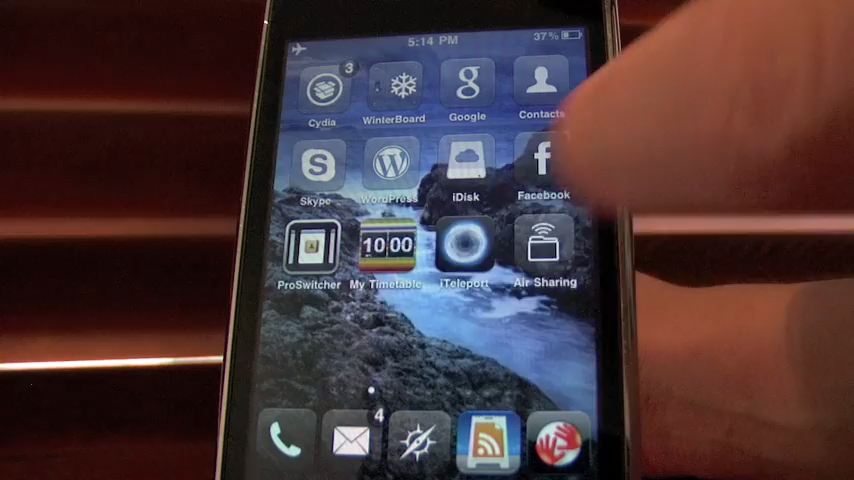 5:14 PM
37%
3
Cydia
WinterBoard
g
Google
Contacts
S
Skype
W
WordPress
iDisk
f
Facebook
ProSwitcher
10 00
My Timetable
iTeleport
Air Sharing
4